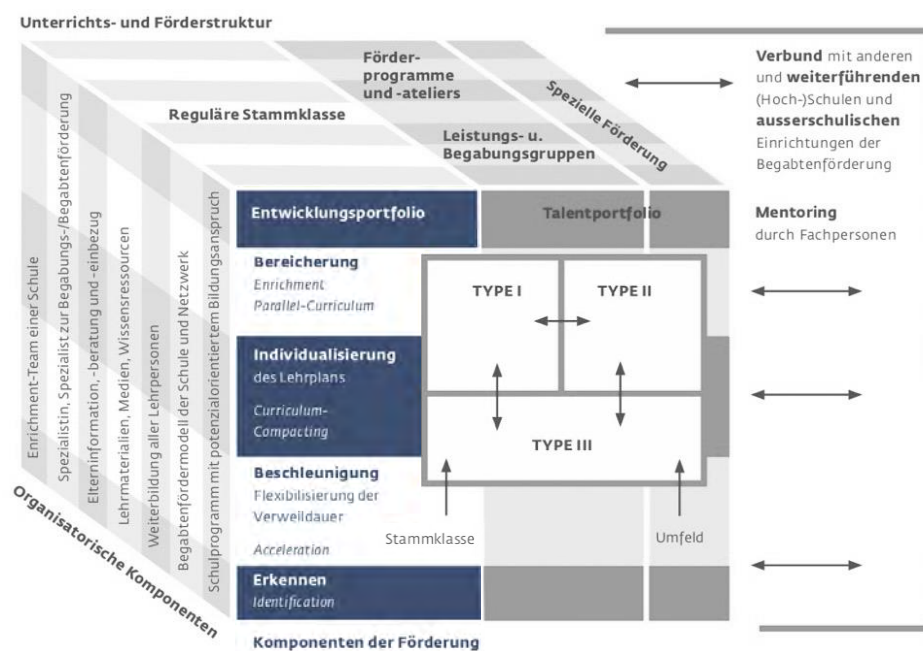 Unterrichts- und Förderstruktur
Förder-
programme
und -ateliers
Spezielle Förderung
Reguläre Stammklasse
Leistungs- u.
Begabungsgruppen
Verbund mit anderen
und weiterführenden
(Hoch-)Schulen und
ausserschulischen
Einrichtungen der
Begabtenförderung
Mentoring
durch Fachpersonen
Enrichment-Team einer Schule
Spezialistin, Spezialist zur Begabungs-/Begabtenförderung
Elterninformation, -beratung und -einbezug
Lehrmaterialien, Medien, Wissensressourcen
Weiterbildung aller Lehrpersonen
Begabtenfördermodell der Schule und Netzwerk
Schulprogramm mit potenzialorientiertem Bildungsanspruch
Organisatorische Komponenten
Entwicklungsportfolio
Talentportfolio
Bereicherung
Enrichment
Parallel-Curriculum
Individualisierung
des Lehrplans
Curriculum-
Compacting
Beschleunigung
Flexibilisierung der
Verweildauer
Acceleration
Erkennen
Identification
Komponenten der Förderung
TYPE I
TYPE II
TYPE III
Stammklasse
Umfeld